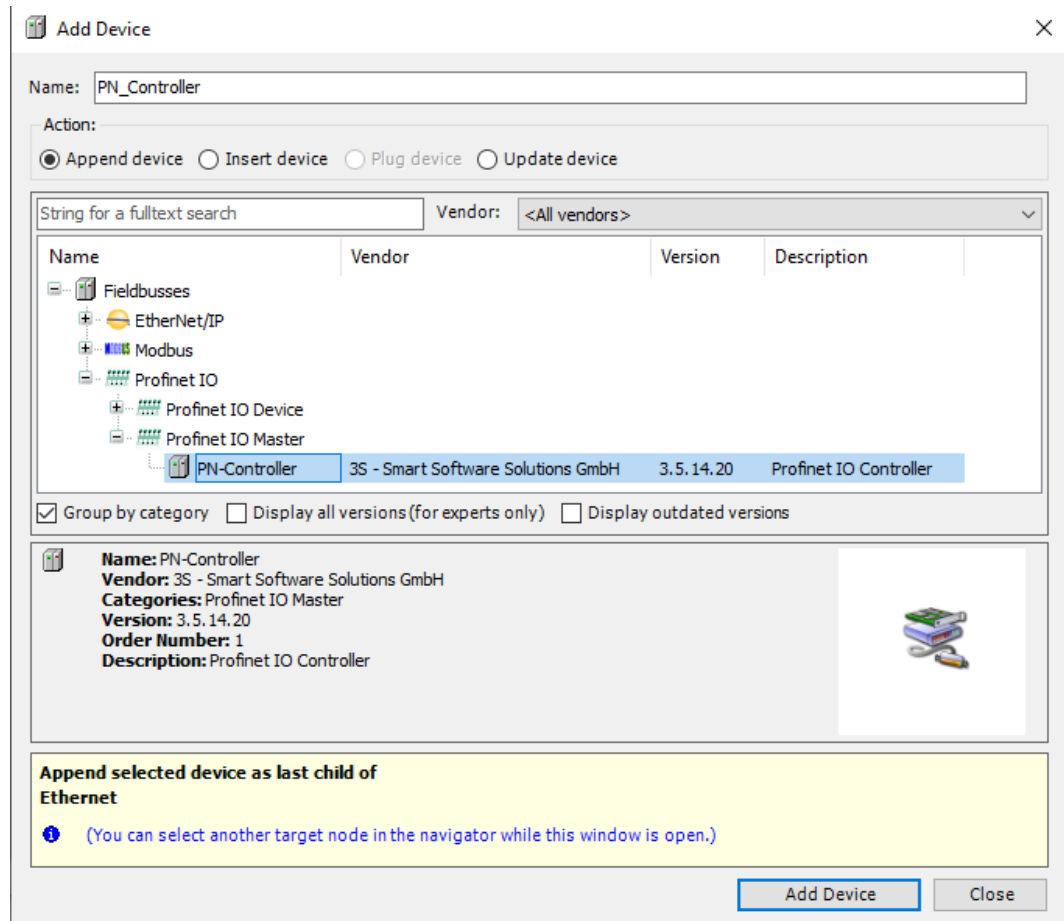 Add Device
Name: PN_Controller
Action:
Append device Insert device Plug device Update device
String for a fulltext search Vendor: <All vendors>
Name Vendor Version Description
Fieldbusses
EtherNet/IP
MODBUS Modbus
Profinet IO
Profinet IO Device
Profinet IO Master
PN-Controller 3S - Smart Software Solutions GmbH 3.5.14.20 Profinet IO Controller
Group by category Display all versions (for experts only) Display outdated versions
Name: PN-Controller
Vendor: 3S - Smart Software Solutions GmbH
Categories: Profinet IO Master
Version: 3.5.14.20
Order Number: 1
Description: Profinet IO Controller
Append selected device as last child of
Ethernet
(You can select another target node in the navigator while this window is open.)
Add Device Close